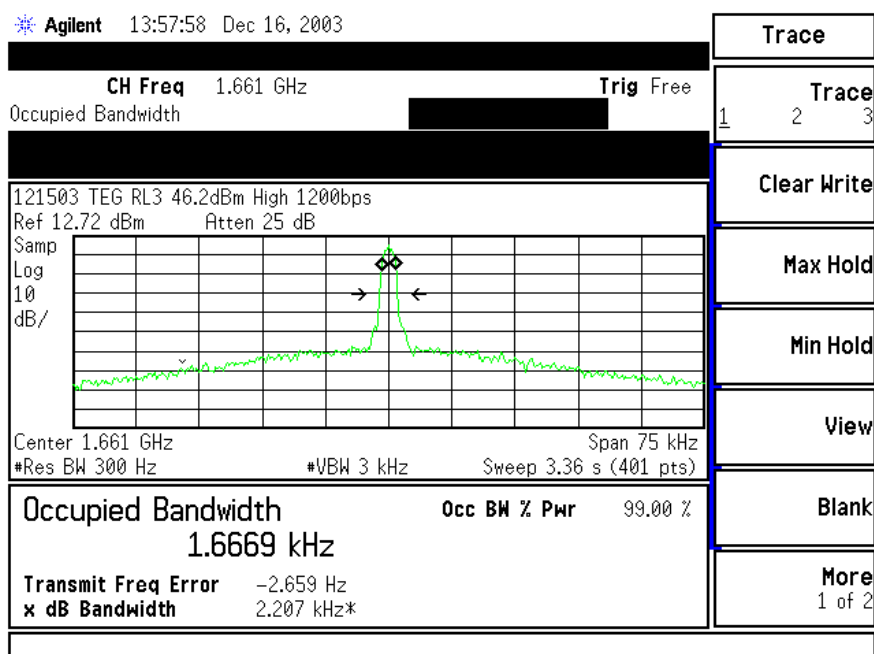 Agilent 13:57:58 Dec 16, 2003
Trace
CH Freq 1.661 GHz Trig Free
Occupied Bandwidth
Trace
1 2 3
Clear Write
Max Hold
Min Hold
View
Blank
More
1 of 2
121503 TEG RL3 46.2dBm High 1200bps
Ref 12.72 dBm Atten 25 dB
Samp
Log
10
dB/
Center 1.661 GHz Span 75 kHz
#Res BW 300 Hz #VBW 3 kHz Sweep 3.36 s (401 pts)
Occupied Bandwidth Occ BW % Pwr 99.00 %
1.6669 kHz
Transmit Freq Error -2.659 Hz
x dB Bandwidth 2.207 kHz*